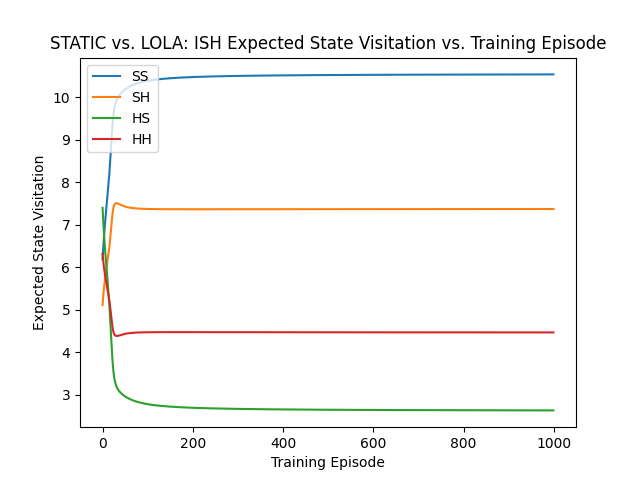 STATIC vs. LOLA: ISH Expected State Visitation vs. Training Episode
SS
SH
HS
HH
10
9
8
7
6
5
4
3
Expected State Visitation
0 200 400 600 800 1000
Training Episode